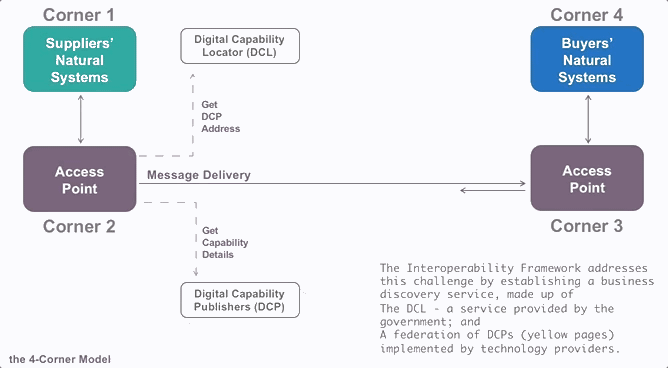 Corner 1
Suppliers'
Natural
Systems
Digital Capability
Locator (DCL)
Corner 4
Buyers'
Natural
Systems
Get
DCP
Address
Access
Point
Corner 2
Message Delivery
Access
Point
Corner 3
Get
Capability
Details
Digital Capability
Publishers (DCP)
The Interoperability Framework addresses
this challenge by establishing a business
discovery service, made up of
The DCL - a service provided by the
government; and
A federation of DCPs (yellow pages)
implemented by technology providers.
the 4-Corner Model